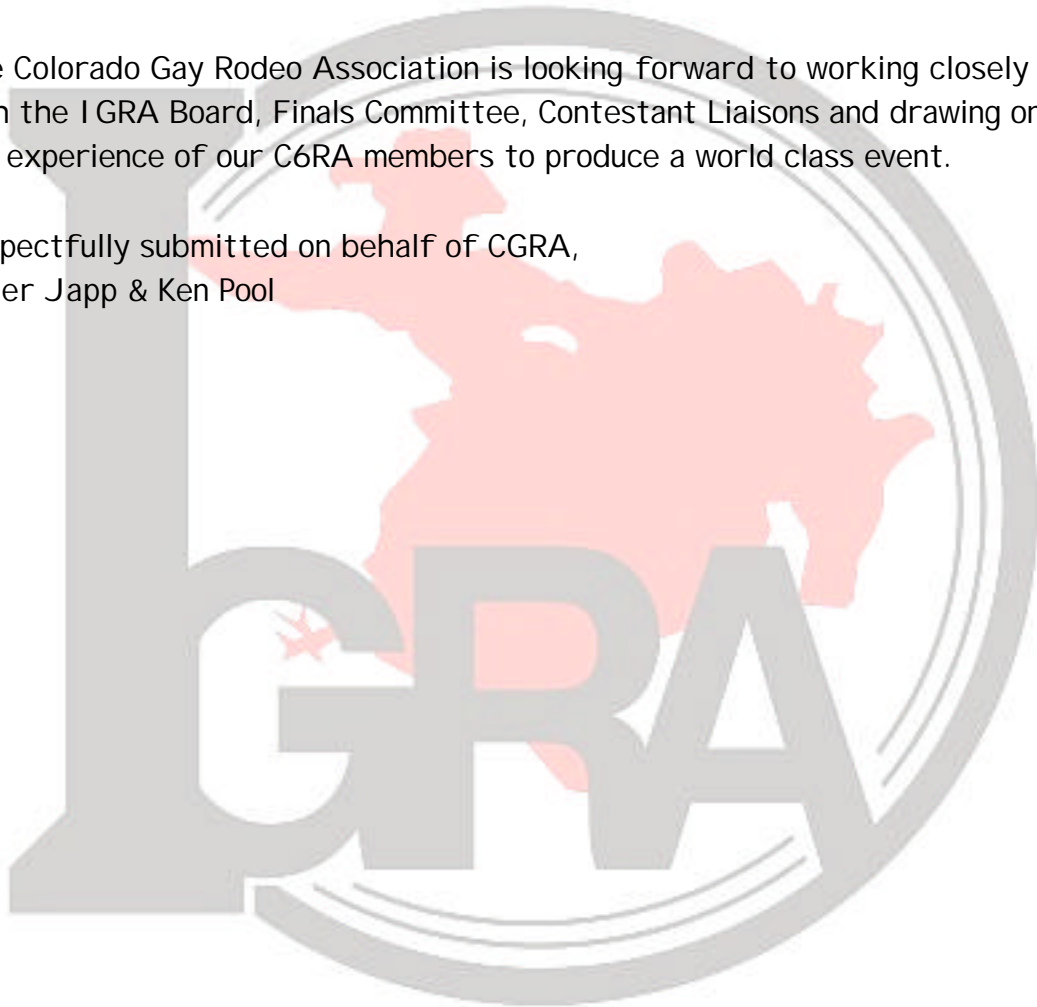 e Colorado Gay Rodeo Association is looking forward to working closely
h the IGRA Board, Finals Committee, Contestant Liaisons and drawing on
experience of our C6RA members to produce a world class event.
pectfully submitted on behalf of CGRA,
er Japp & Ken Pool
IGRA